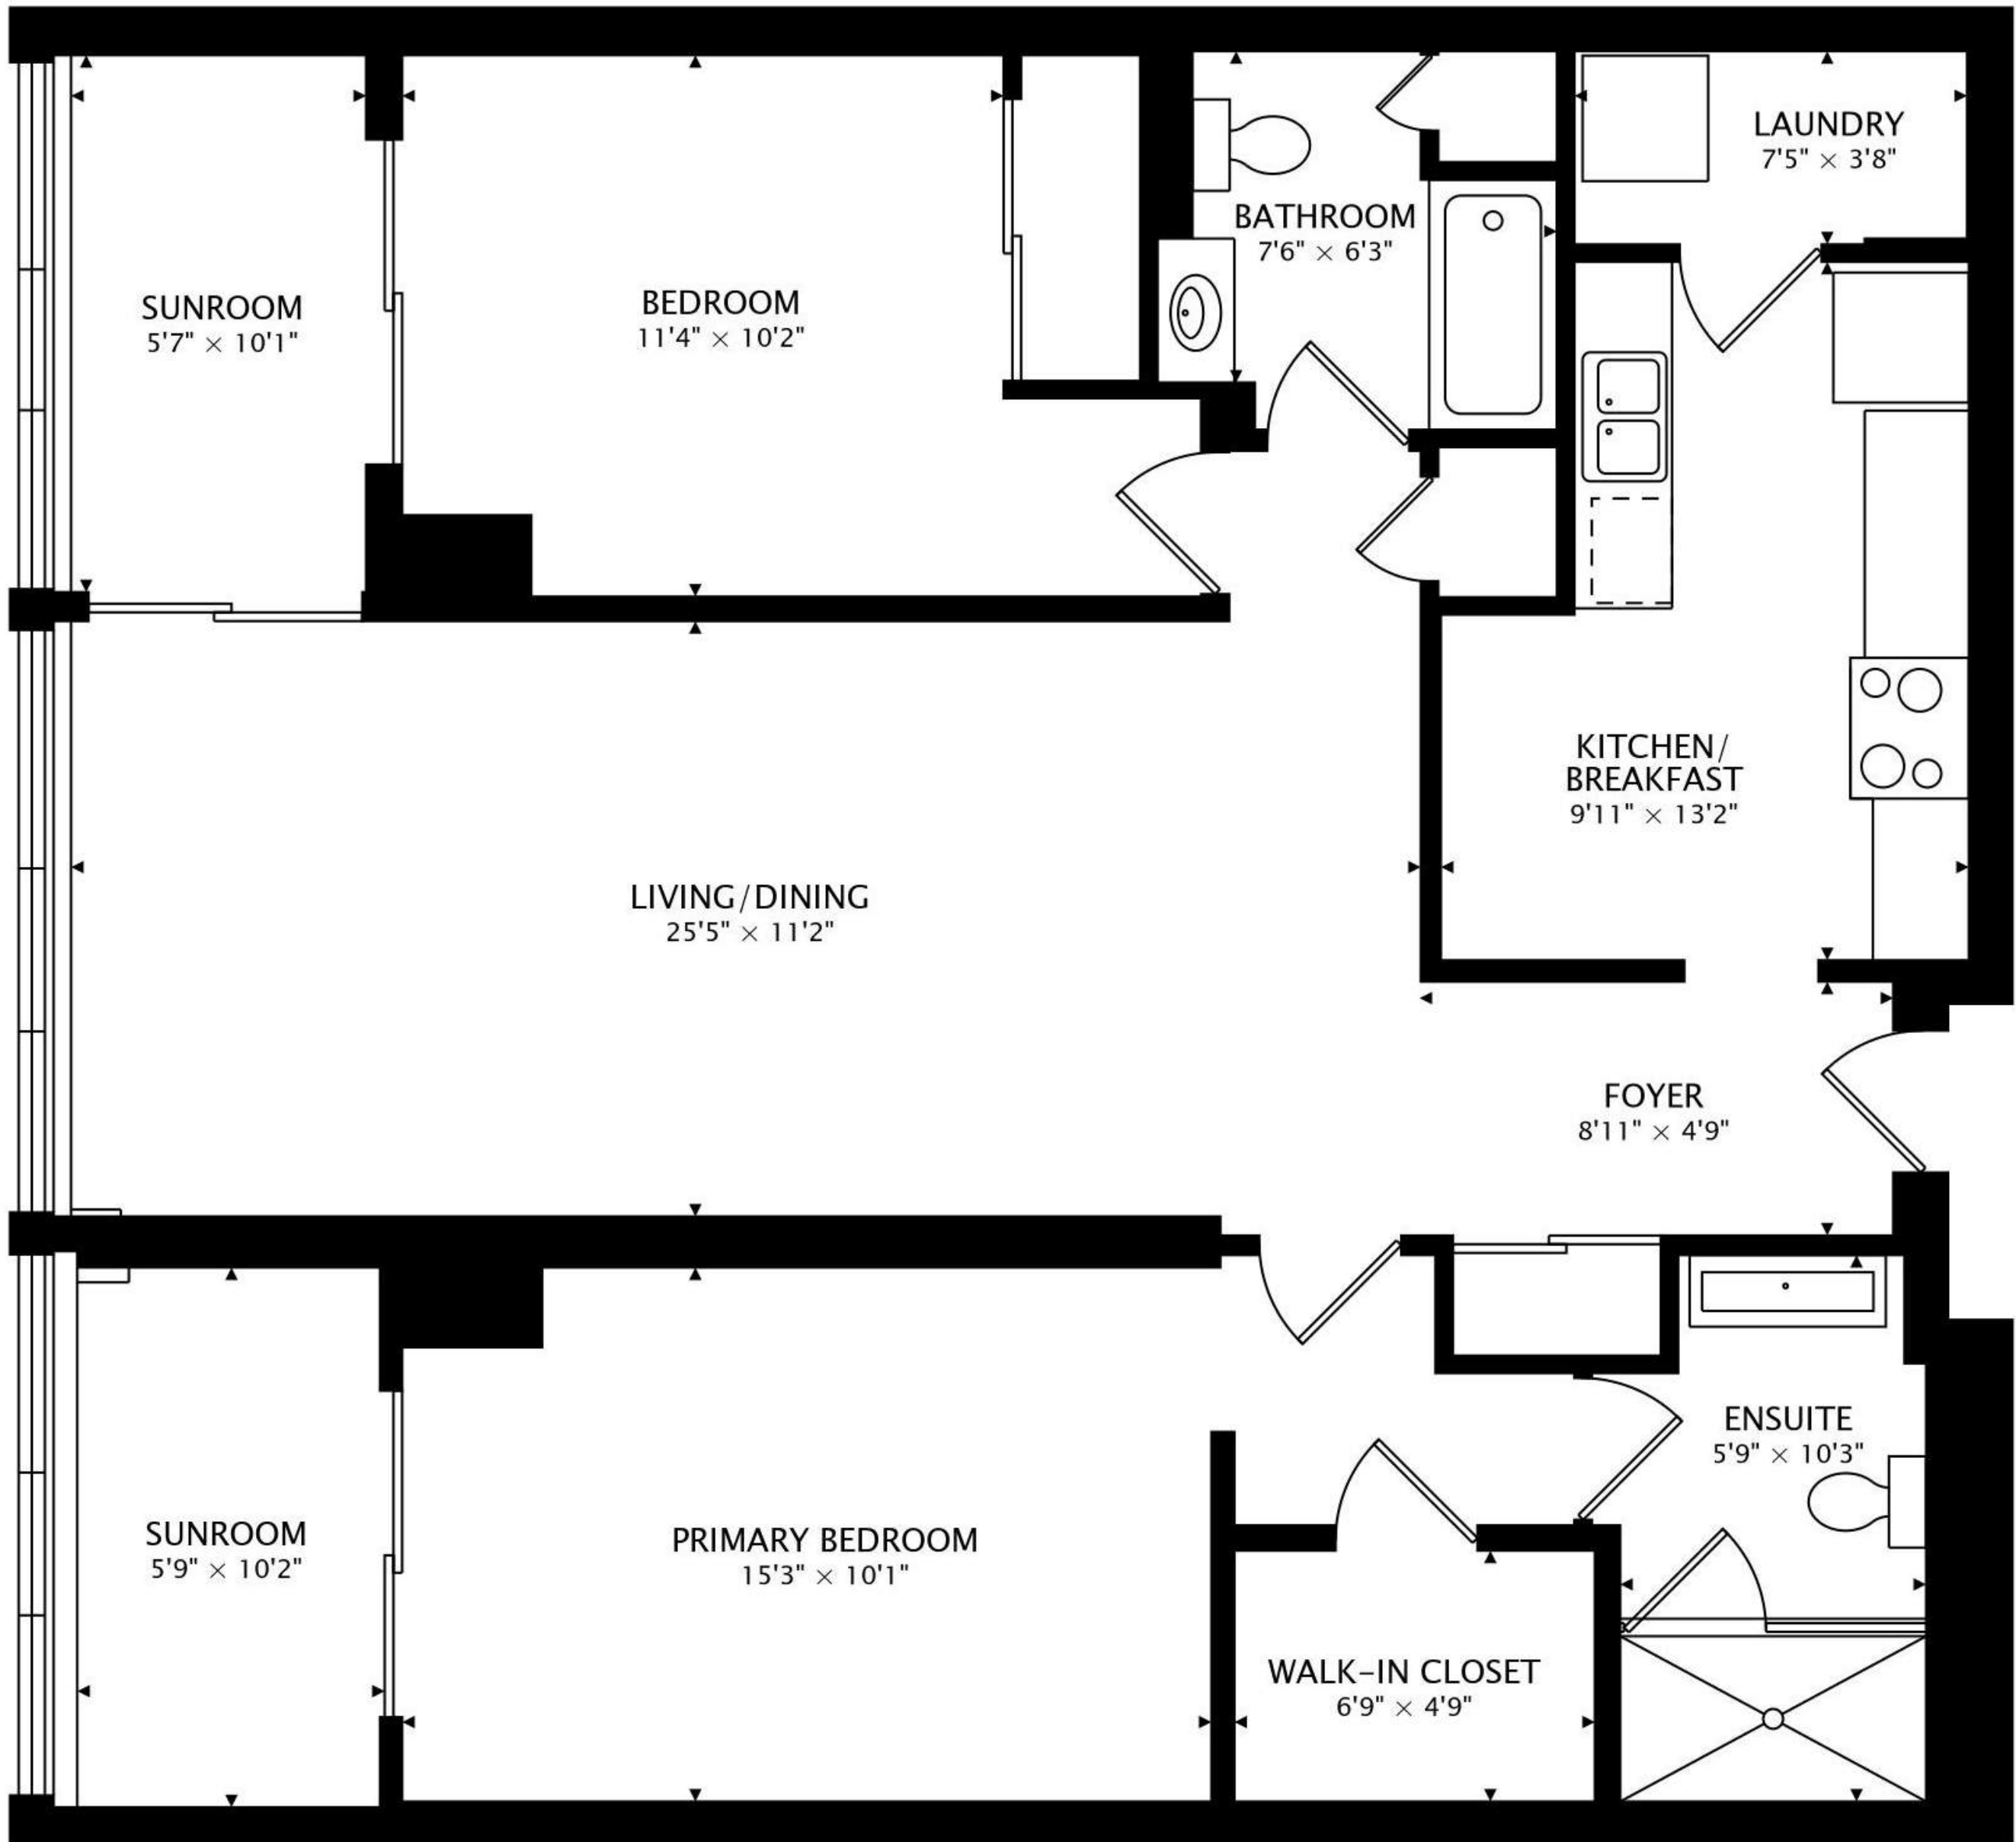 LAUNDRY
7'5" × 3'8"
BATHROOM
7'6" × 6'3"
SUNROOM
5'7" × 10'1"
BEDROOM
11'4" × 10'2"
KITCHEN/
BREAKFAST
9'11" × 13'2"
LIVING/DINING
25'5" × 11'2"
FOYER
8'11" × 4'9"
ENSUITE
5'9" × 10'3"
SUNROOM
5'9" × 10'2"
PRIMARY BEDROOM
15'3" × 10'1"
WALK-IN CLOSET
6'9" × 4'9"